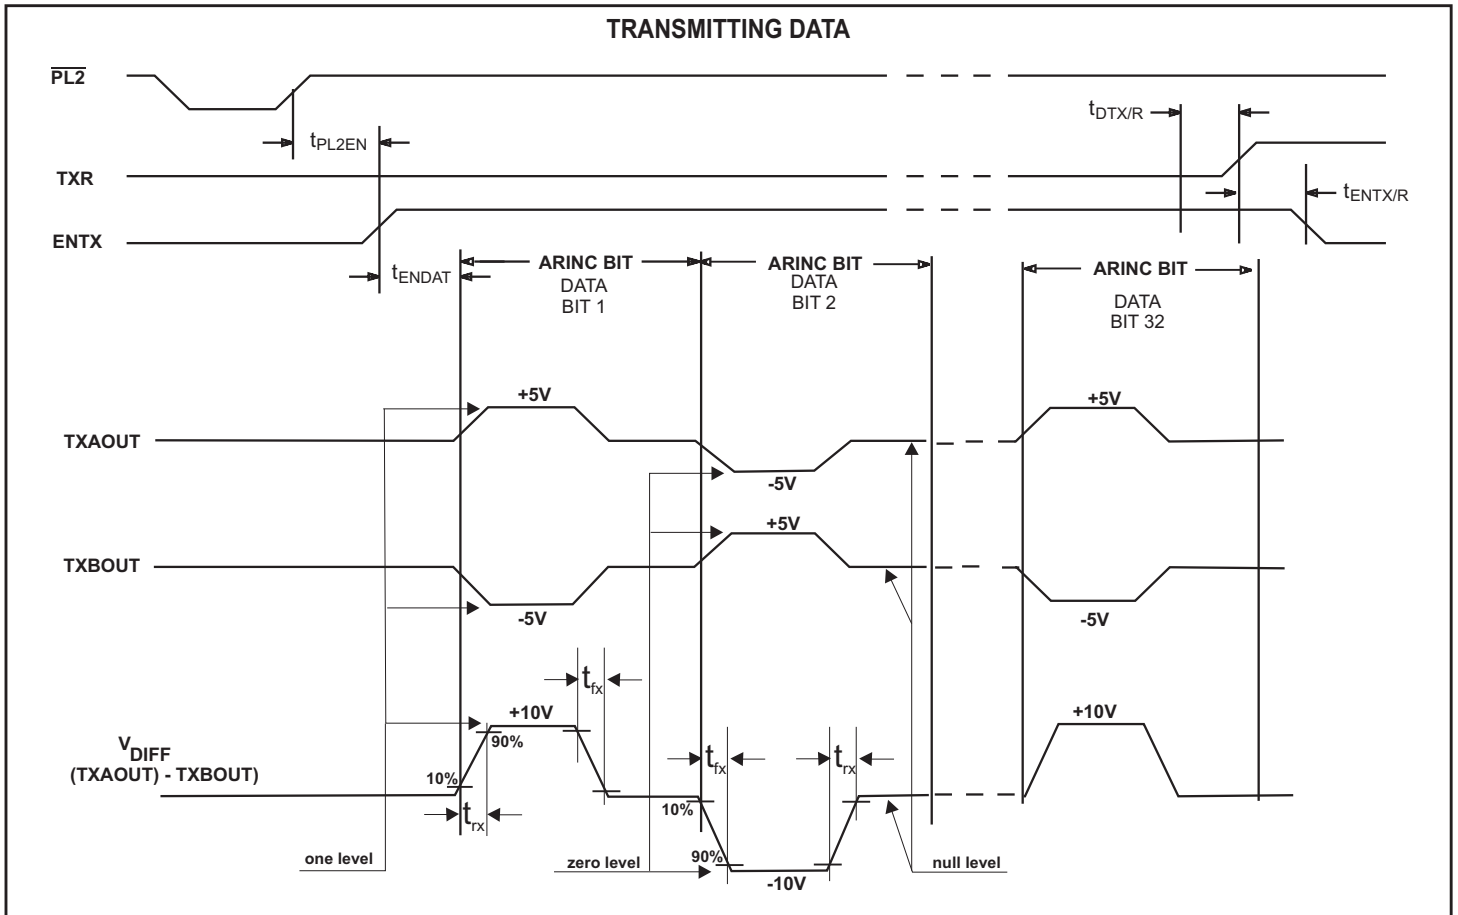 TRANSMITTING DATA
PL2
tDTX/R
tPL2EN
TXR
tENTX/R
ENTX
tENDAT
ARINC BIT
DATA
BIT 1
ARINC BIT
DATA
BIT 2
ARINC BIT
DATA
BIT 32
+5V
+5V
TXAOUT
-5V
+5V
TXBOUT
-5V
-5V
tfx
+10V
+10V
90%
VDIFF
(TXAOUT) - TXBOUT)
tfx
trx
10%
10%
trx
one level
zero level
90%
null level
-10V